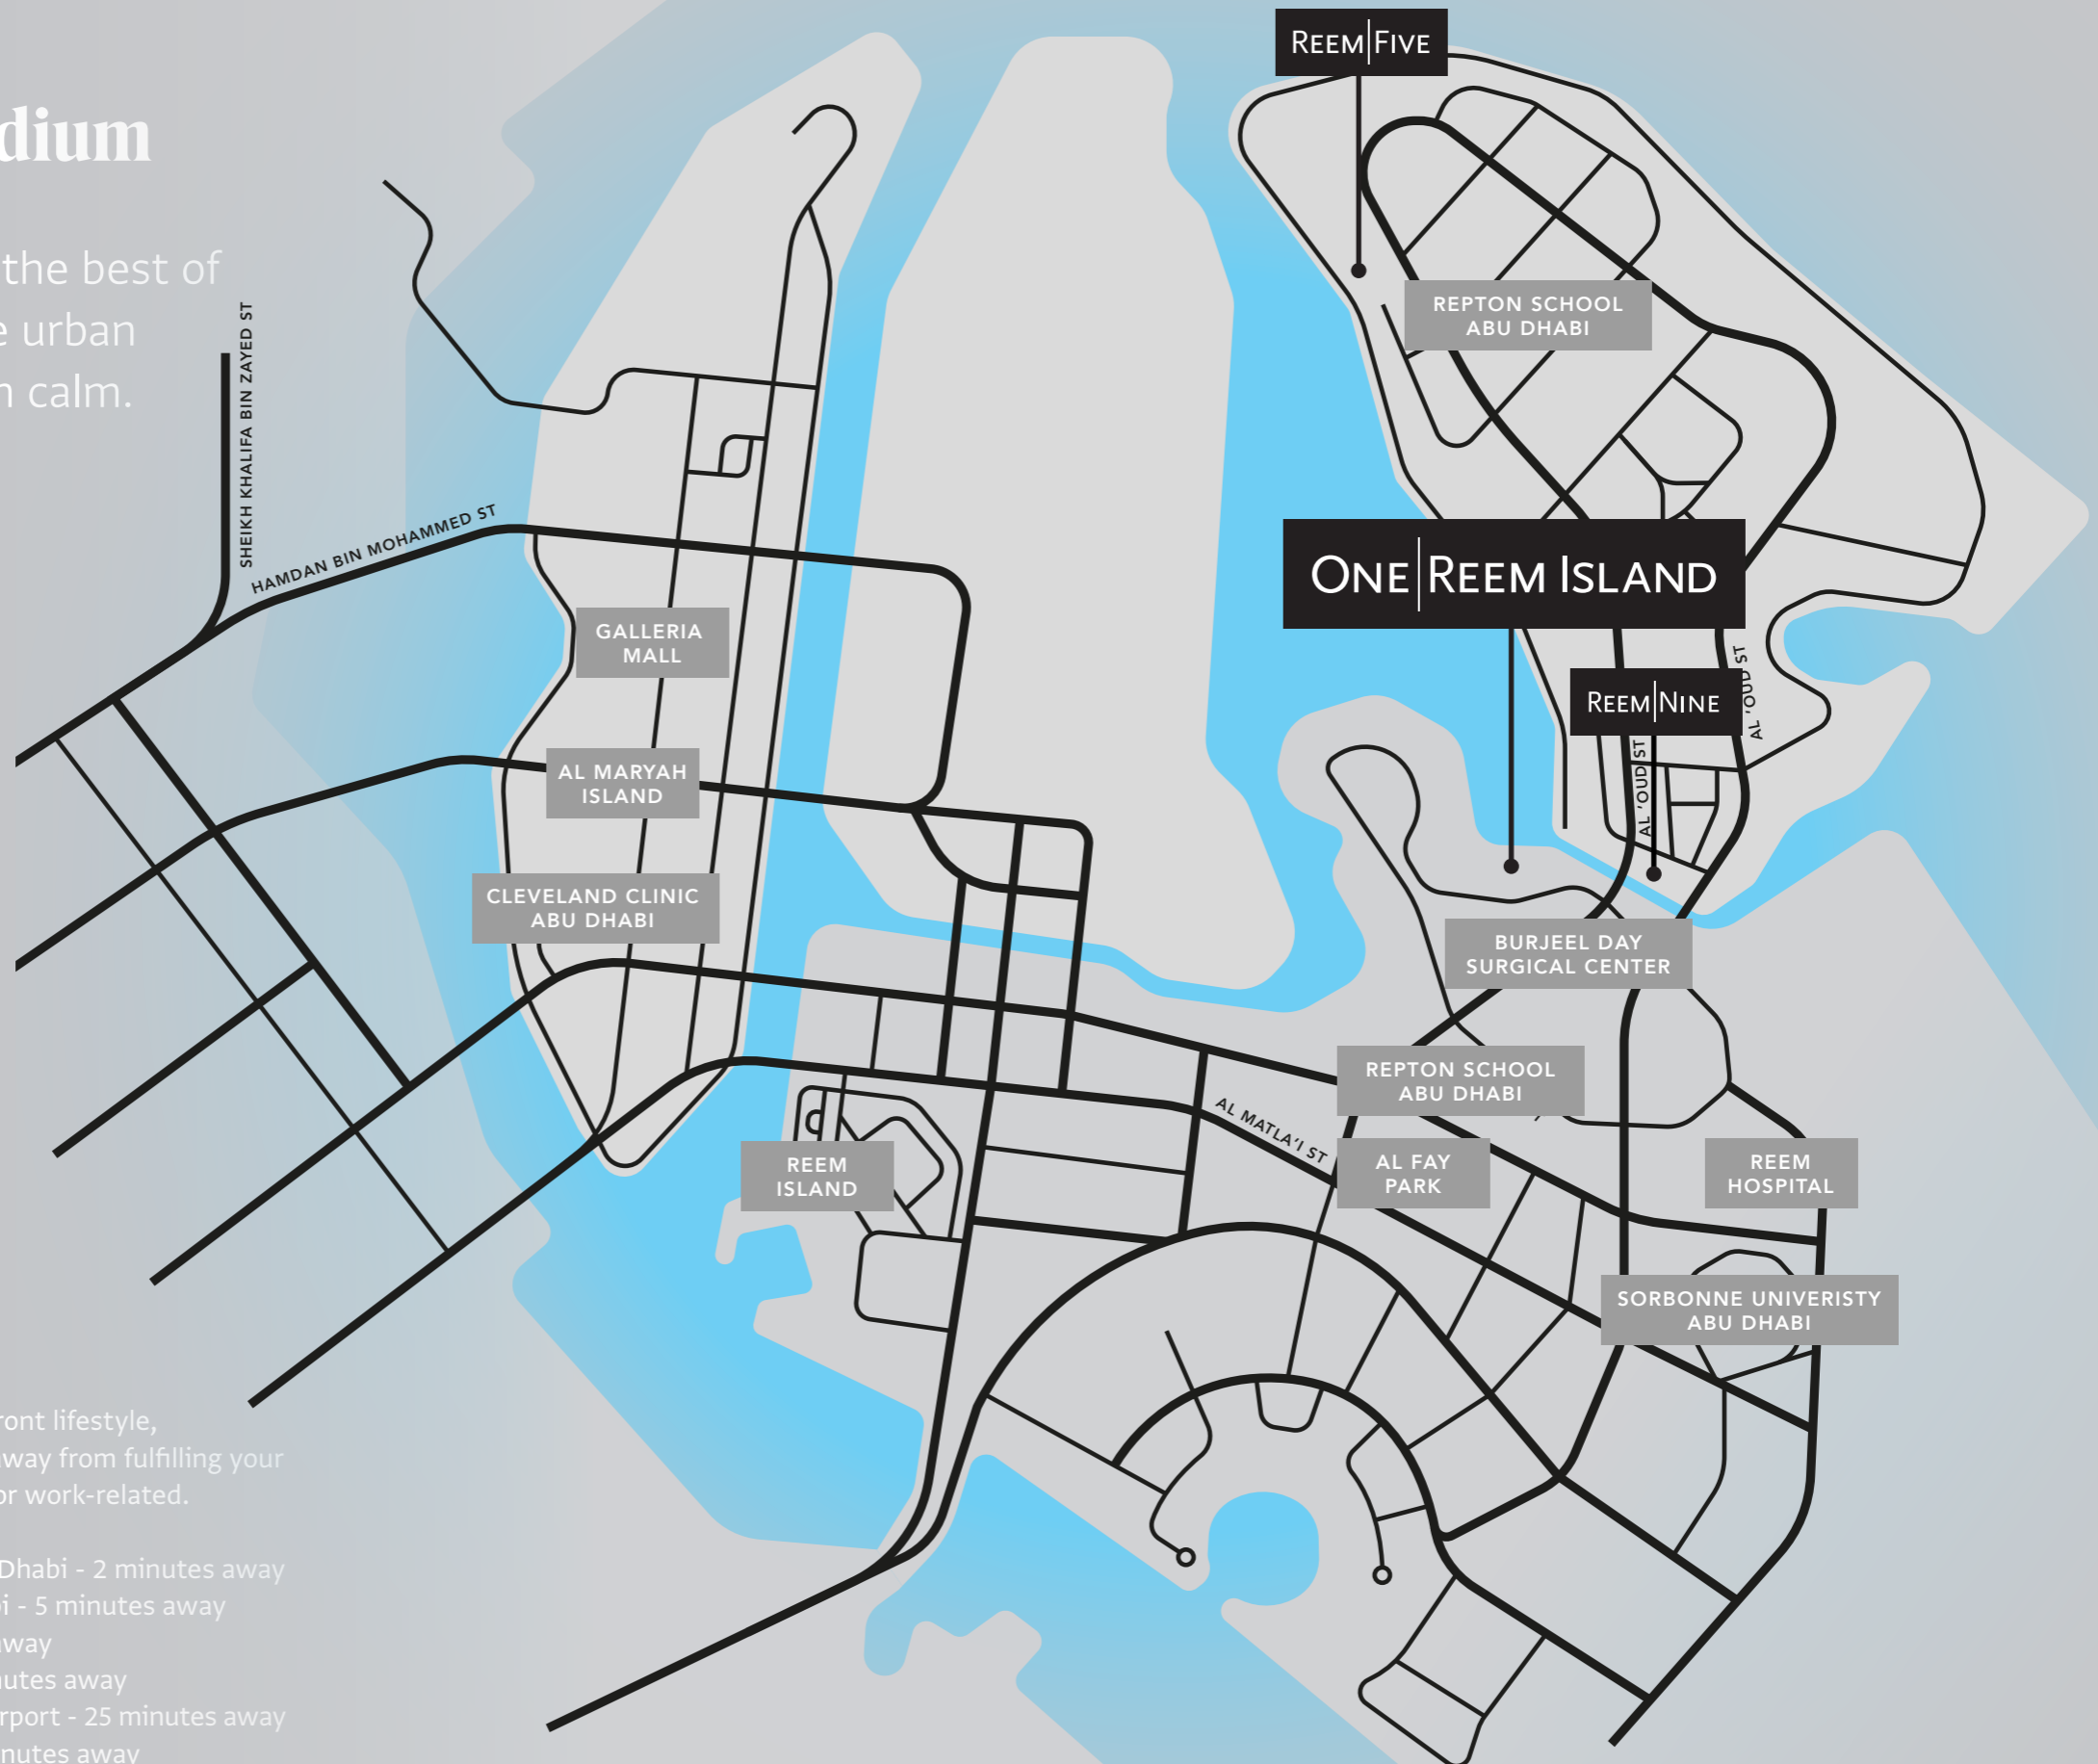 dium
the best of
e urban
n calm.
REEM|FIVE
REPTON SCHOOL
ABU DHABI
SHEIKH KHALIFA BIN ZAYED ST
HAMDAN BIN MOHAMMED ST
ONE|REEM ISLAND
GALLERIA
MALL
AL 'OUD ST
REEM|NINE
AL 'OUD ST
AL MARYAH
ISLAND
CLEVELAND CLINIC
ABU DHABI
BURJEEL DAY
SURGICAL CENTER
REPTON SCHOOL
ABU DHABI
AL MATLA'I ST
REEM
ISLAND
AL FAY
PARK
REEM
HOSPITAL
SORBONNE UNIVERISTY
ABU DHABI
ront lifestyle,
way from fulfilling your
or work-related.
Dhabi - 2 minutes away
i - 5 minutes away
way
nutes away
rport - 25 minutes away
nutes away